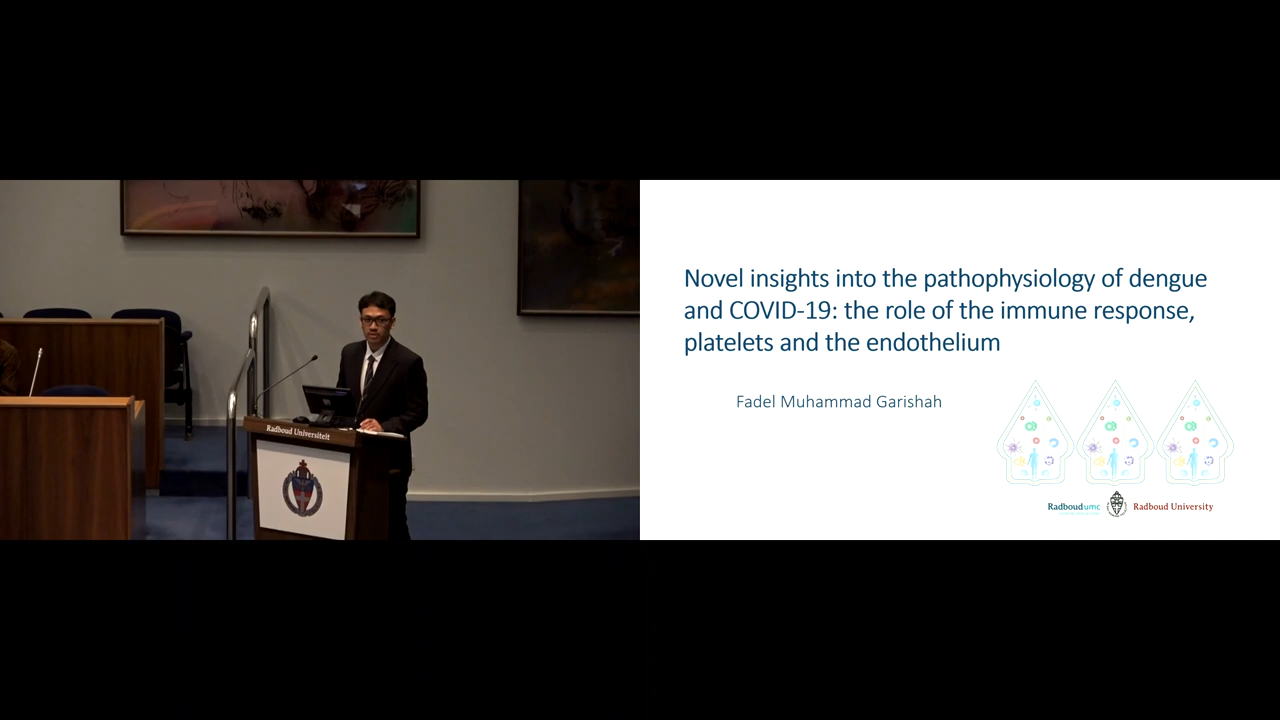 Radboud Universiteit
Novel insights into the pathophysiology of dengue
and COVID-19: the role of the immune response,
platelets and the endothelium
Fadel Muhammad Garishah
Radboudumc
Radboud University